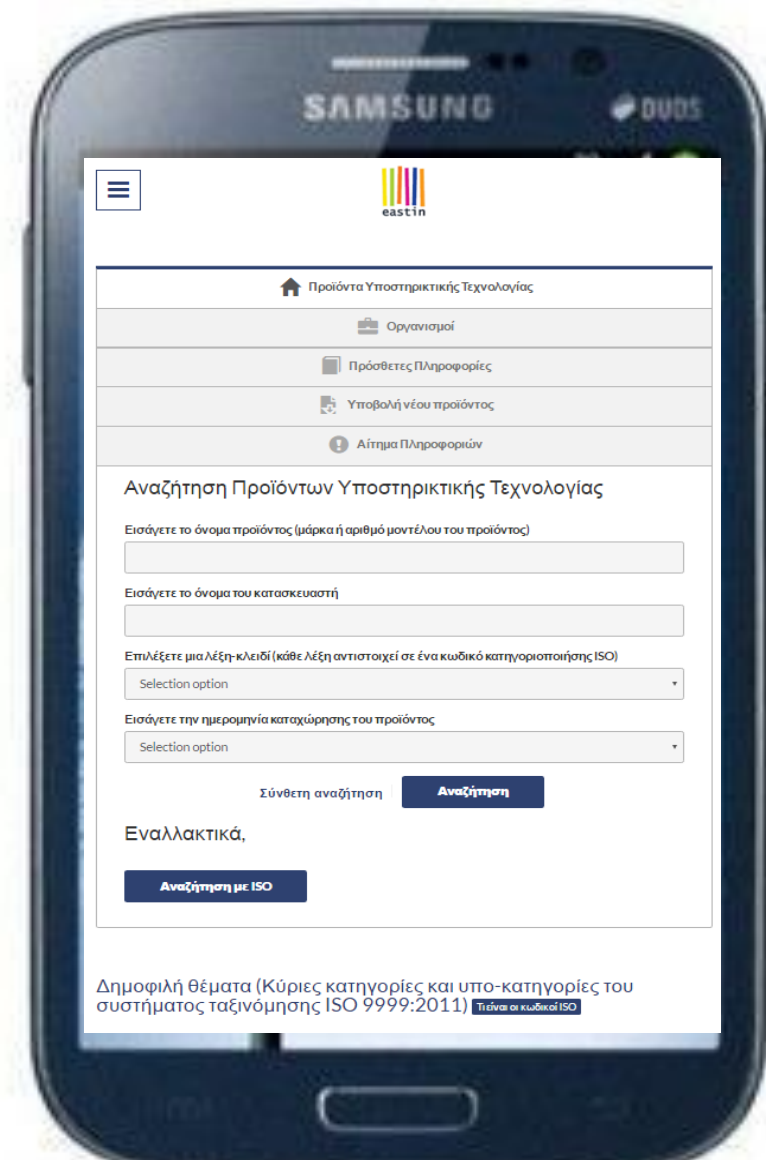 SAMSUNG
DUOS
eastin
Προϊόντα Υποστηρικτικής Τεχνολογίας
Οργανισμοί
Πρόσθετες Πληροφορίες
Υποβολή νέου προϊόντος
Αίτημα Πληροφοριών
Αναζήτηση Προϊόντων Υποστηρικτικής Τεχνολογίας
Εισάγετε το όνομα προϊόντος (μάρκα ή αριθμό μοντέλου του προϊόντος)
Εισάγετε το όνομα του κατασκευαστή
Επιλέξετε μια λέξη-κλειδί (κάθε λέξη αντιστοιχεί σε ένα κωδικό κατηγοριοποιήσης ISO)
Selection option
Εισάγετε την ημερομηνία καταχώρησης του προϊόντος
Selection option
Σύνθετη αναζήτηση Αναζήτηση
Εναλλακτικά,
Αναζήτηση με ISO
Δημοφιλή θέματα (Κύριες κατηγορίες και υπο-κατηγορίες του
συστήματος ταξινόμησης ISO 9999:2011) Τι είναι οι κωδικοί ISO